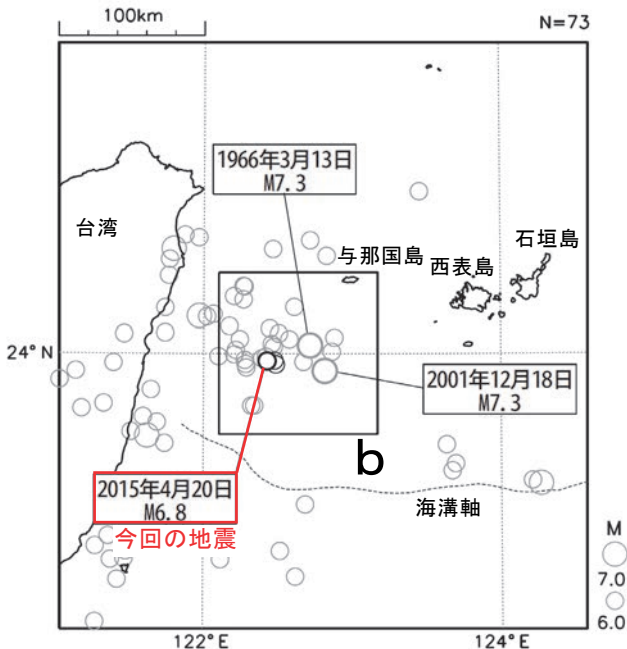 100km
N=73
1966年3月13日
M7.3
台湾
与那国島
西表島
石垣島
24°N
2001年12月18日
M7.3
b
2015年4月20日
M6.8
今回の地震
海溝軸
M
7.0
6.0
122°E
124°E